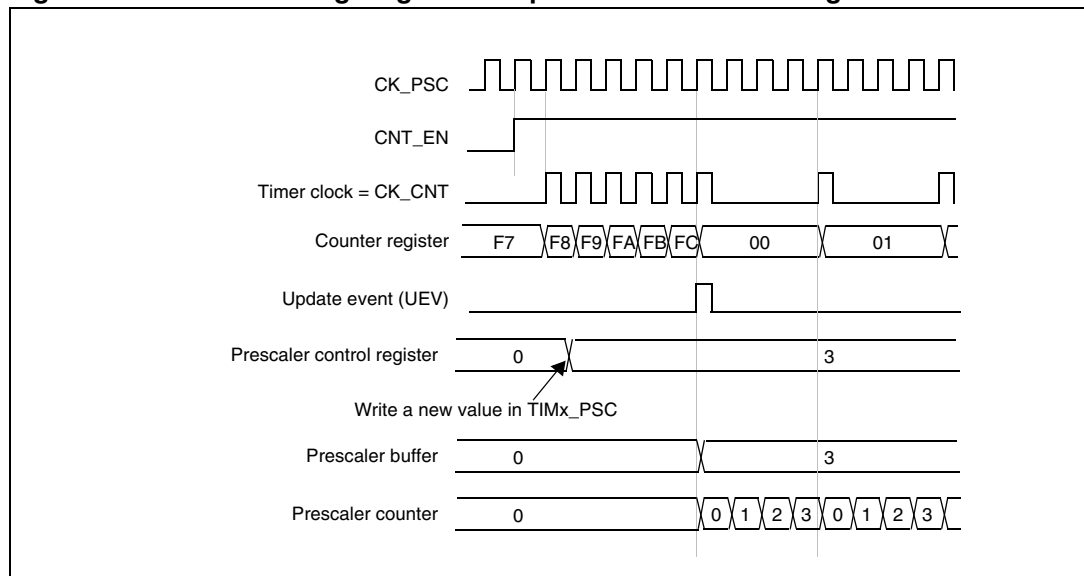 CK_PSC
CNT_EN
Timer clock = CK_CNT
Counter register F7 F8 F9 FA FB FC 00 01
Update event (UEV)
Prescaler control register 0 3
Write a new value in TIMx_PSC
Prescaler buffer 0 3
Prescaler counter 0 0 1 2 3 0 1 2 3